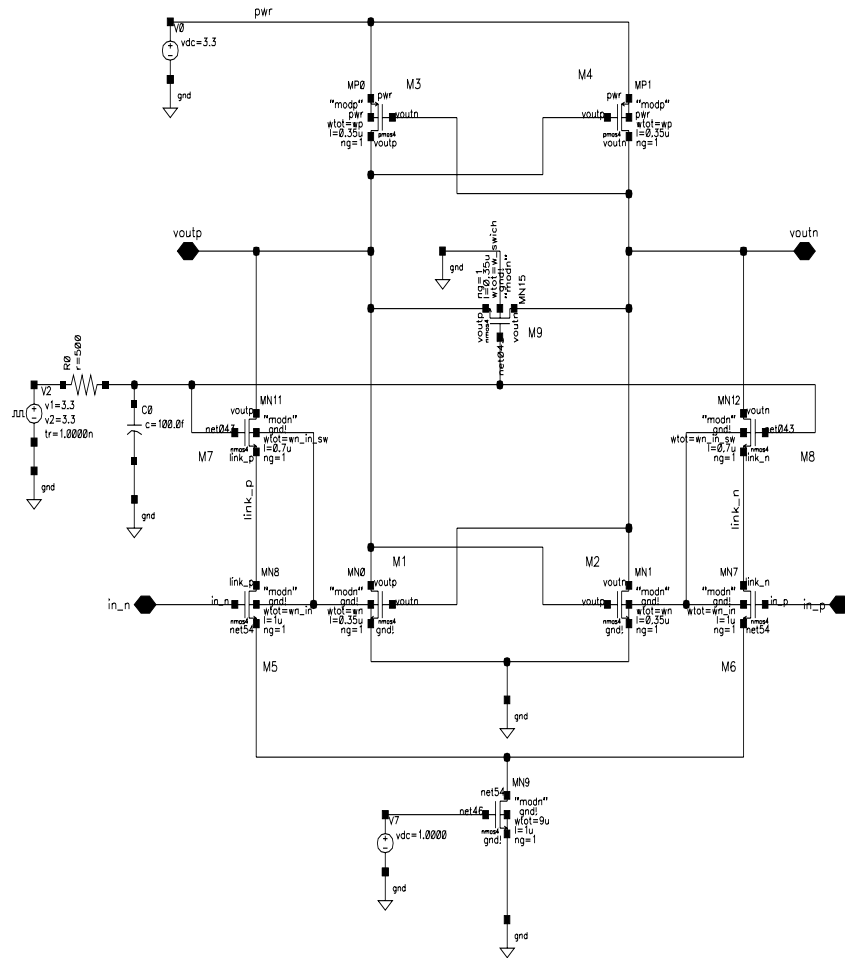 pwr
V0
vdc=3.3
gnd
MP0
M3
pwr
"modp"
pwr
wtot=wp
l=0.35u
ng=1
pmos4
voutn
voutp
M4
MP1
pwr
"modp"
pwr
wtot=wp
l=0.35u
ng=1
pmos4
voutp
voutn
voutp
voutn
gnd
ng=1
l=0.35u
wtot=w_swich
gnd!
"modn"
MN15
voutp
nmos4
voutn
net043
M9
R0
r=500
V2
v1=3.3
v2=3.3
tr=1.0000n
gnd
C0
c=100.0f
gnd
MN11
voutp
"modn"
gnd!
net043
wtot=wn_in_sw
l=0.7u
ng=1
nmos4
link_p
M7
link_p
MN12
voutn
"modn"
gnd!
net043
wtot=wn_in_sw
l=0.7u
ng=1
nmos4
link_n
M8
link_n
in_n
MN8
link_p
"modn"
gnd!
in_n
wtot=wn_in
l=1u
ng=1
nmos4
net54
M5
M1
MN0
voutp
"modn"
gnd!
wtot=wn
l=0.35u
ng=1
nmos4
voutn
gnd!
M2
MN1
voutn
"modn"
gnd!
voutp
wtot=wn
l=0.35u
ng=1
nmos4
gnd!
MN7
link_n
"modn"
gnd!
in_p
wtot=wn_in
l=1u
ng=1
nmos4
net54
M6
in_p
gnd
MN9
net54
"modn"
gnd!
net46
wtot=9u
l=1u
ng=1
nmos4
gnd!
V7
vdc=1.0000
gnd
gnd